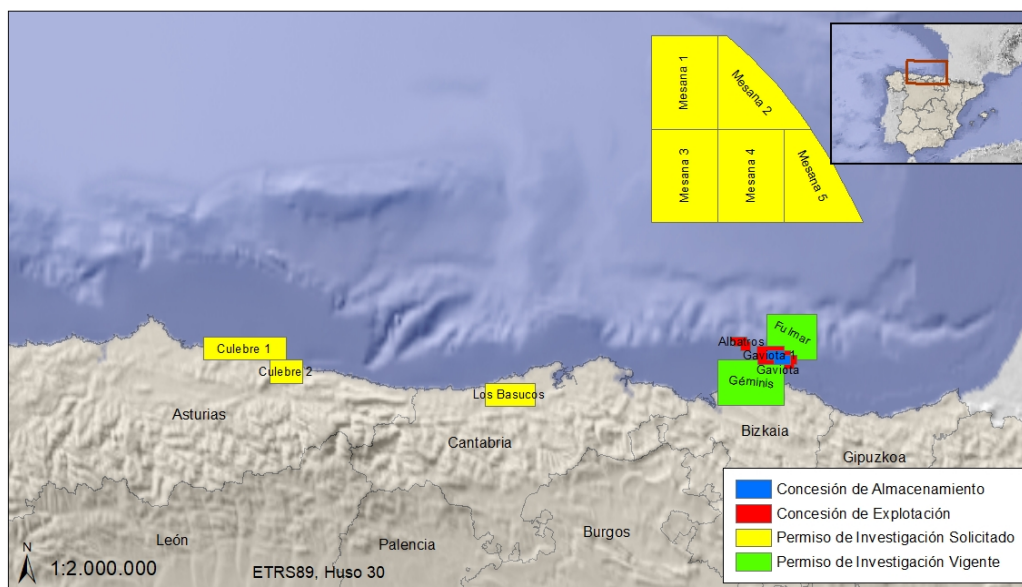 Mesana 1
Mesana 2
Mesana 3
Mesana 4
Mesana 5
Fulmar
Albatros
Gaviota 1
Gaviota
Géminis
Culebre 1
Culebre 2
Los Basucos
Asturias
Cantabria
Bizkaia
Gipuzkoa
León
Palencia
Burgos
Concesión de Almacenamiento
Concesión de Explotación
Permiso de Investigación Solicitado
Permiso de Investigación Vigente
N
1:2.000.000
ETRS89, Huso 30